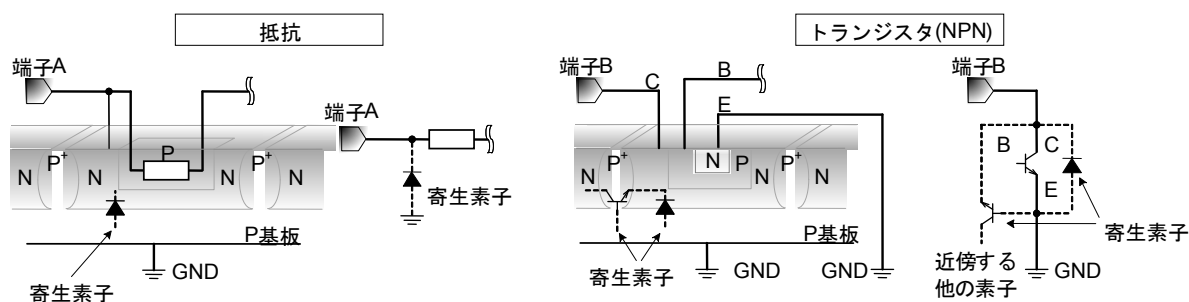 抵抗
トランジスタ(NPN)
端子A
端子A
P
N
P+
N
N
P+
N
寄生素子
P基板
GND
寄生素子
端子B
C
B
E
N
P+
N
N
P
P+
N
P基板
寄生素子
GND
GND
端子B
B
C
E
寄生素子
近傍する
他の素子
GND